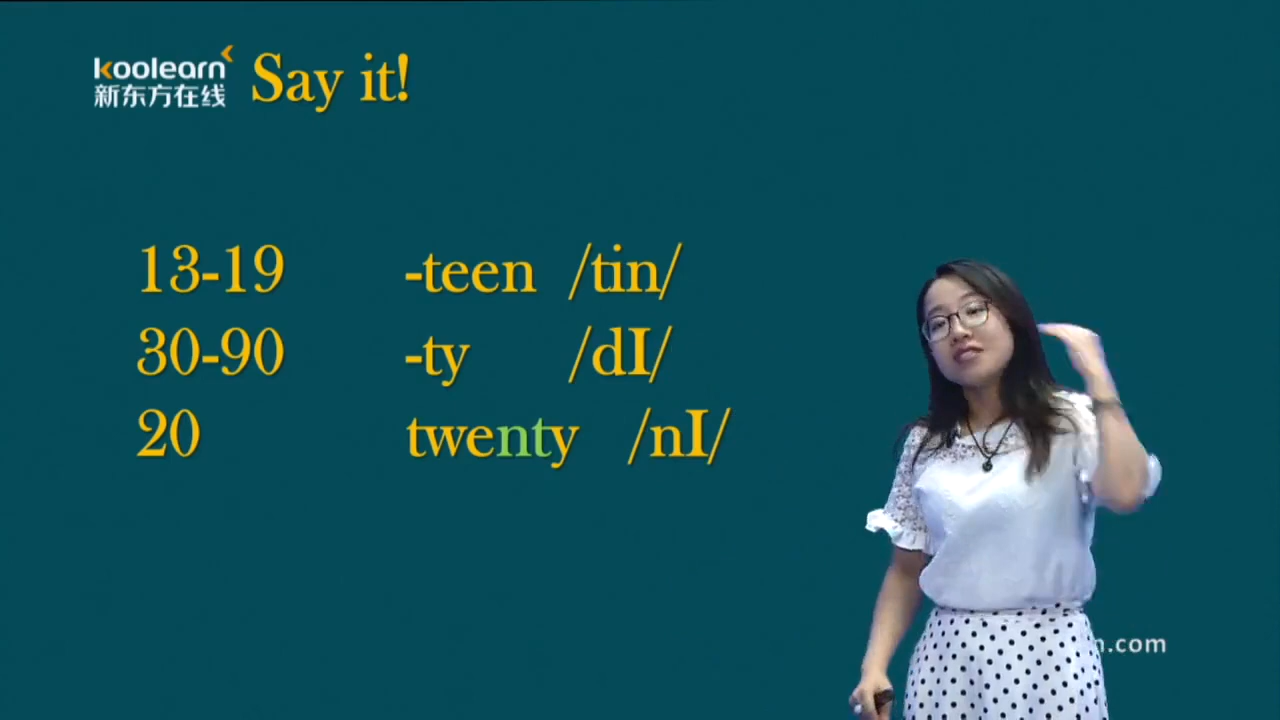 koolearn
新东方在线
Say it!
13-19 -teen /tin/
30-90 -ty /dI/
20 twenty /nI/
.com